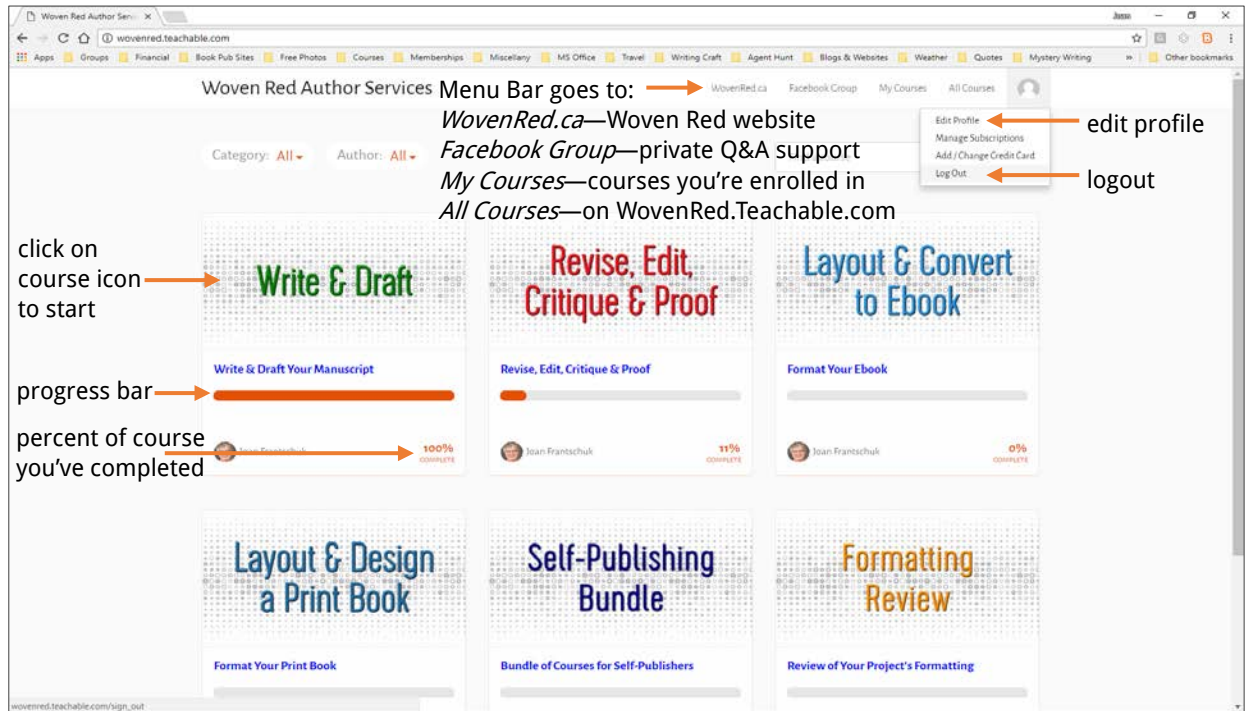 Woven Red Author Serv
Joan
wovenred.teachable.com
Apps Groups Financial Book Pub Sites Free Photos Courses Memberships Miscellany MS Office Travel Writing Craft Agent Hunt Blogs & Websites Weather Quotes Mystery Writing » Other bookmarks
Woven Red Author Services Menu Bar goes to: WovenRed.ca Facebook Group My Courses All Courses
WovenRed.ca—Woven Red website
Facebook Group—private Q&A support
My Courses—courses you're enrolled in
All Courses—on WovenRed.Teachable.com
Category: All Author: All
Edit Profile
Manage Subscriptions
Add / Change Credit Card
Log Out
edit profile
logout
click on
course icon
to start
Write & Draft
Revise, Edit,
Critique & Proof
Layout & Convert
to Ebook
Write & Draft Your Manuscript
Revise, Edit, Critique & Proof
Format Your Ebook
progress bar
percent of course
you've completed
Joan Frantschuk
100%
COMPLETE
Joan Frantschuk
11%
COMPLETE
Joan Frantschuk
0%
COMPLETE
Layout & Design
a Print Book
Self-Publishing
Bundle
Formatting
Review
Format Your Print Book
Bundle of Courses for Self-Publishers
Review of Your Project's Formatting
wovenred.teachable.com/sign_out